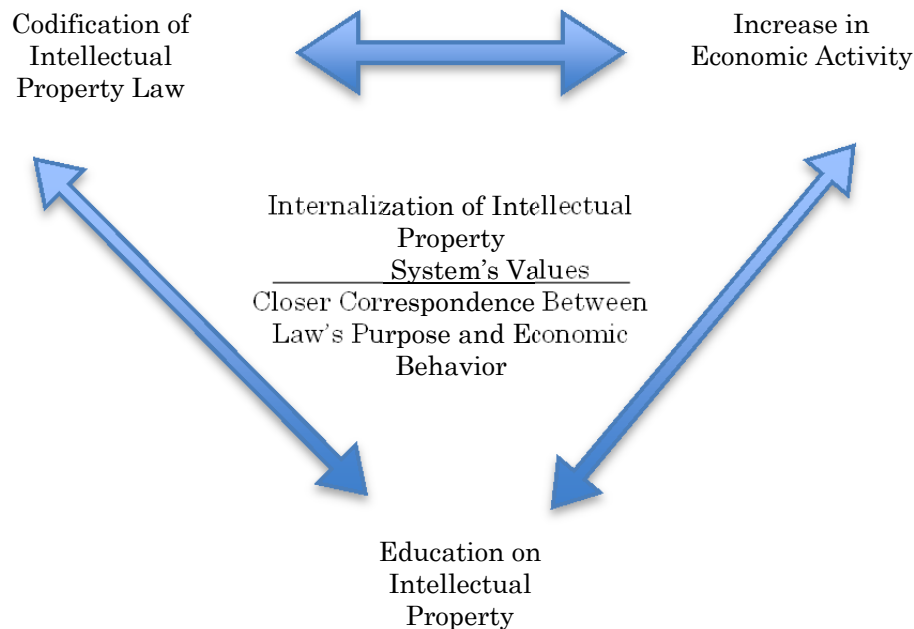 Codification of
Intellectual
Property Law
Increase in
Economic Activity
Internalization of Intellectual
Property
System’s Values
Closer Correspondence Between
Law’s Purpose and Economic
Behavior
Education on
Intellectual
Property